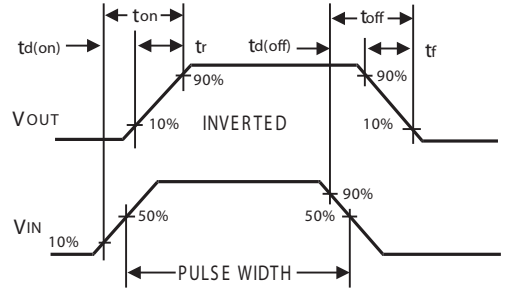 ton toff
td(on) tr td(off) tf
90% 90%
VOUT 10% INVERTED 10%
90%
50% 50%
VIN 10%
PULSE WIDTH